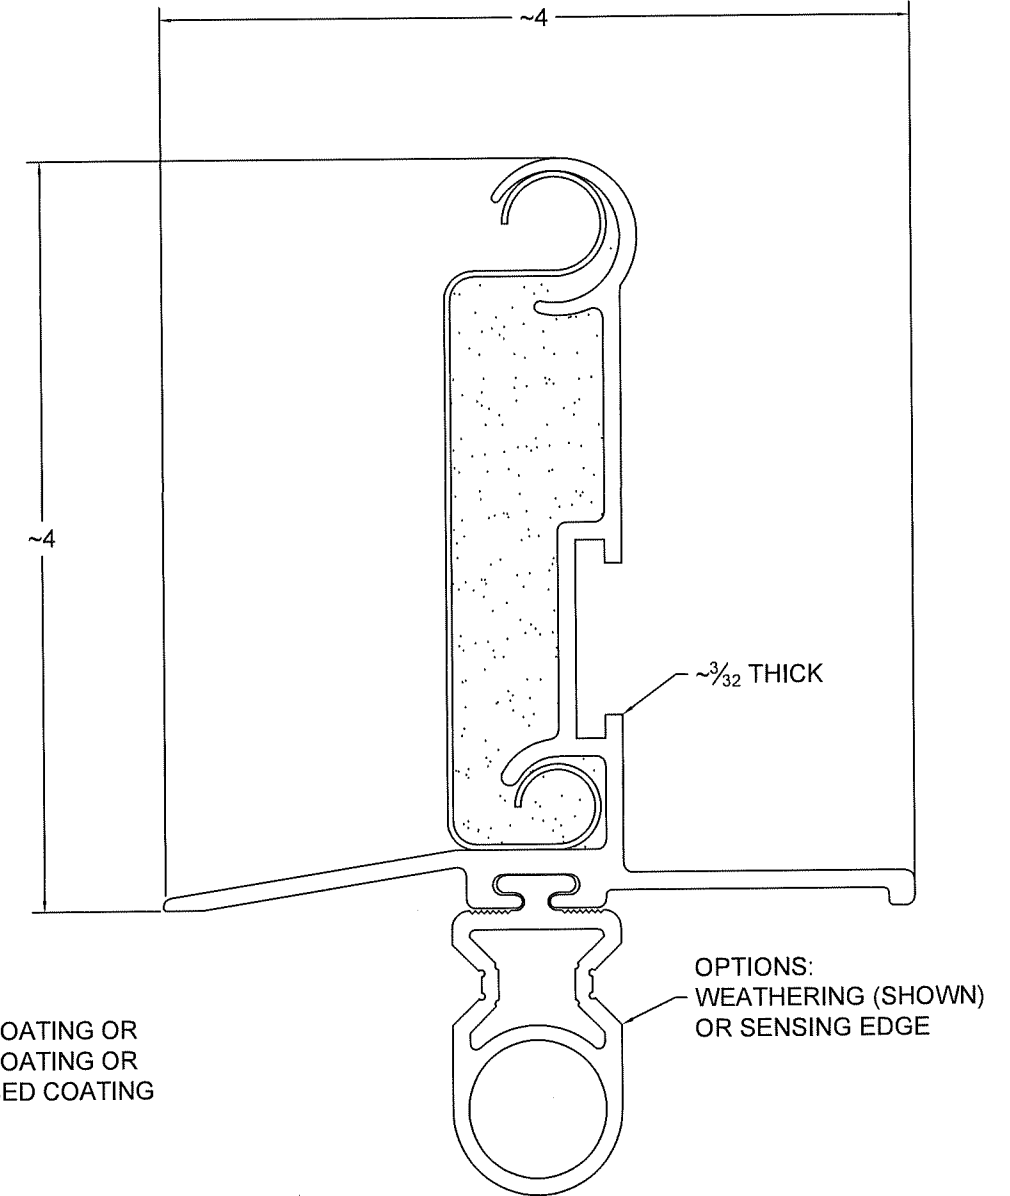 ~4
~4
~3/32 THICK
OPTIONS:
WEATHERING (SHOWN)
OR SENSING EDGE
OATING OR
OATING OR
ED COATING